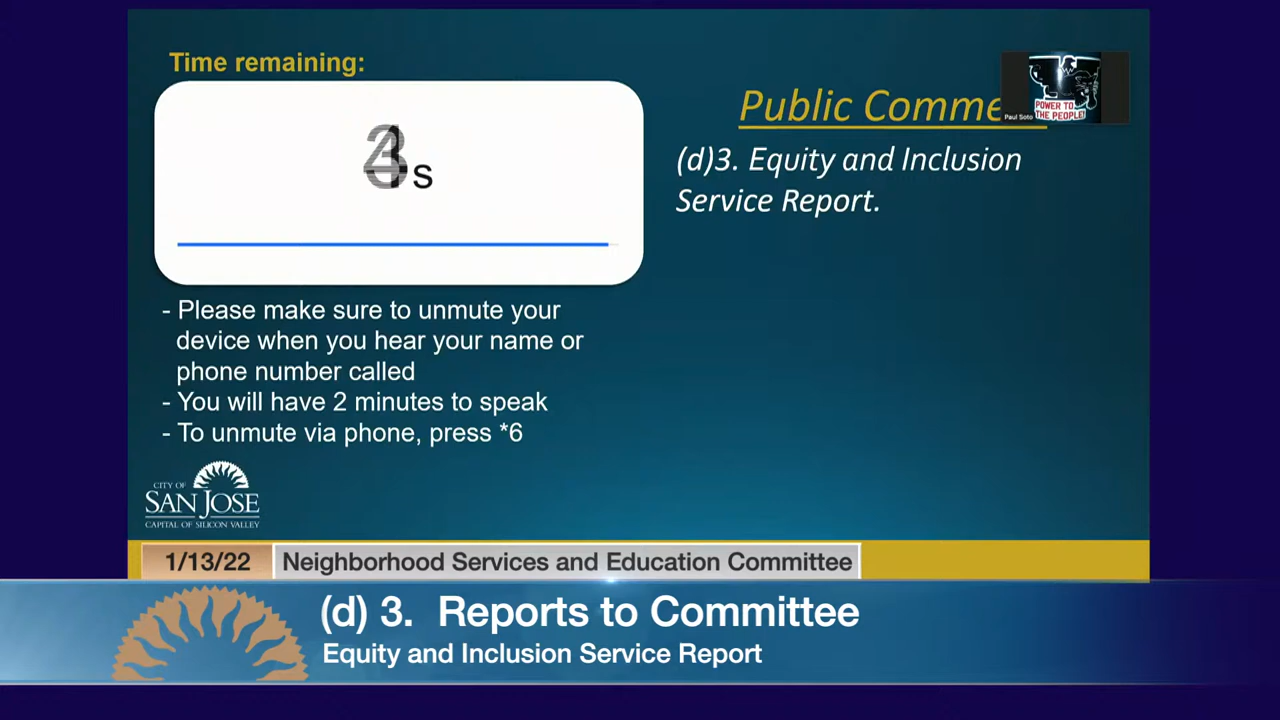 Time remaining:
s
Public Comme
(d)3. Equity and Inclusion
Service Report.
Paul Soto
POWER TO
THE PEOPLE!
- Please make sure to unmute your
device when you hear your name or
phone number called
- You will have 2 minutes to speak
- To unmute via phone, press *6
CITY OF
SAN JOSE
CAPITAL OF SILICON VALLEY
1/13/22
Neighborhood Services and Education Committee
(d) 3. Reports to Committee
Equity and Inclusion Service Report